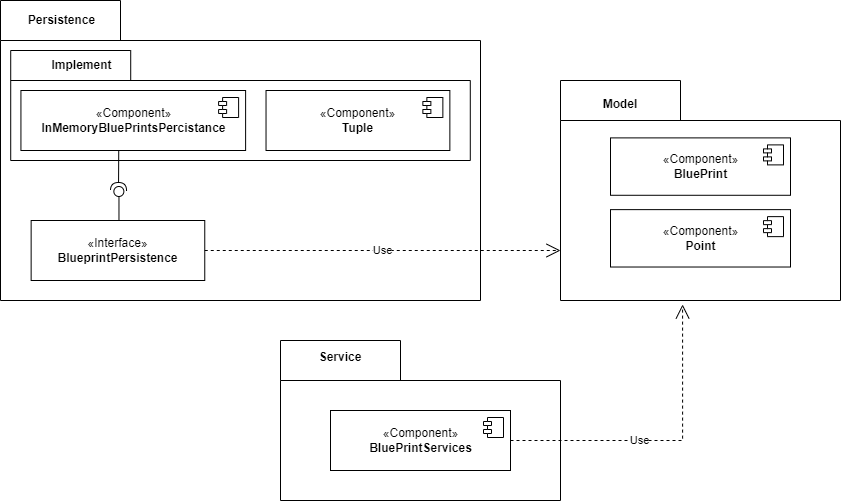 Persistence
Implement
«Component»
InMemoryBluePrintsPercistance
«Component»
Tuple
Model
«Component»
BluePrint
«Component»
Point
«Interface»
BlueprintPersistence
Use
Service
«Component»
BluePrintServices
Use